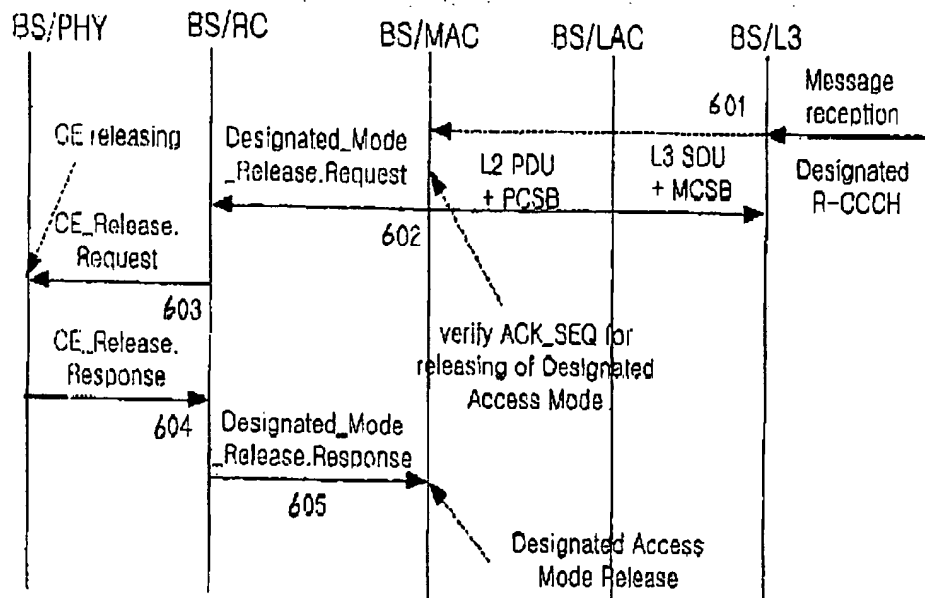 BS/PHY
BS/RC
BS/MAC
BS/LAC
BS/L3
Message
reception
601
Designated
R-CCCH
CE releasing
Designated_Mode
_Release.Request
L2 PDU
+ PCSB
L3 SDU
+ MCSB
602
CE_Release.
Request
603
verify ACK_SEQ for
releasing of Designated
Access Mode
CE_Release.
Response
604
Designated_Mode
_Release.Response
605
Designated Access
Mode Release